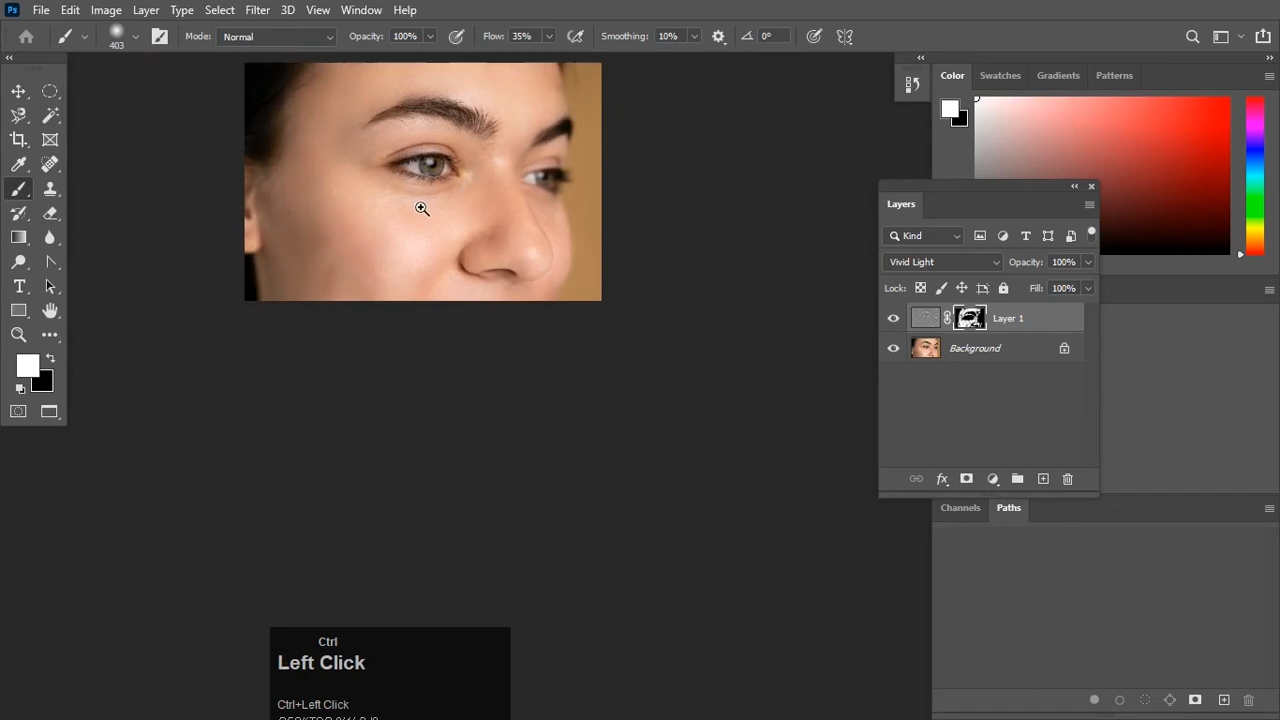 Ps File Edit Image Layer Type Select Filter 3D View Window Help
403 Mode: Normal Opacity: 100% Flow: 35% Smoothing: 10% 0°
Color Swatches Gradients Patterns
Layers
Kind
Vivid Light Opacity: 100%
Lock: Fill: 100%
Layer 1
Background
fx
Channels Paths
Ctrl
Left Click
Ctrl+Left Click